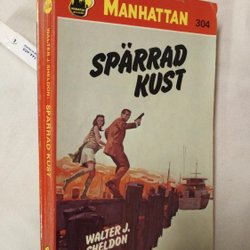 MANHATTAN
304
SPÄRRAD
KUST
WALTER J.
SHELDON
WALTER J. SHELDON SPÄRRAD KUST